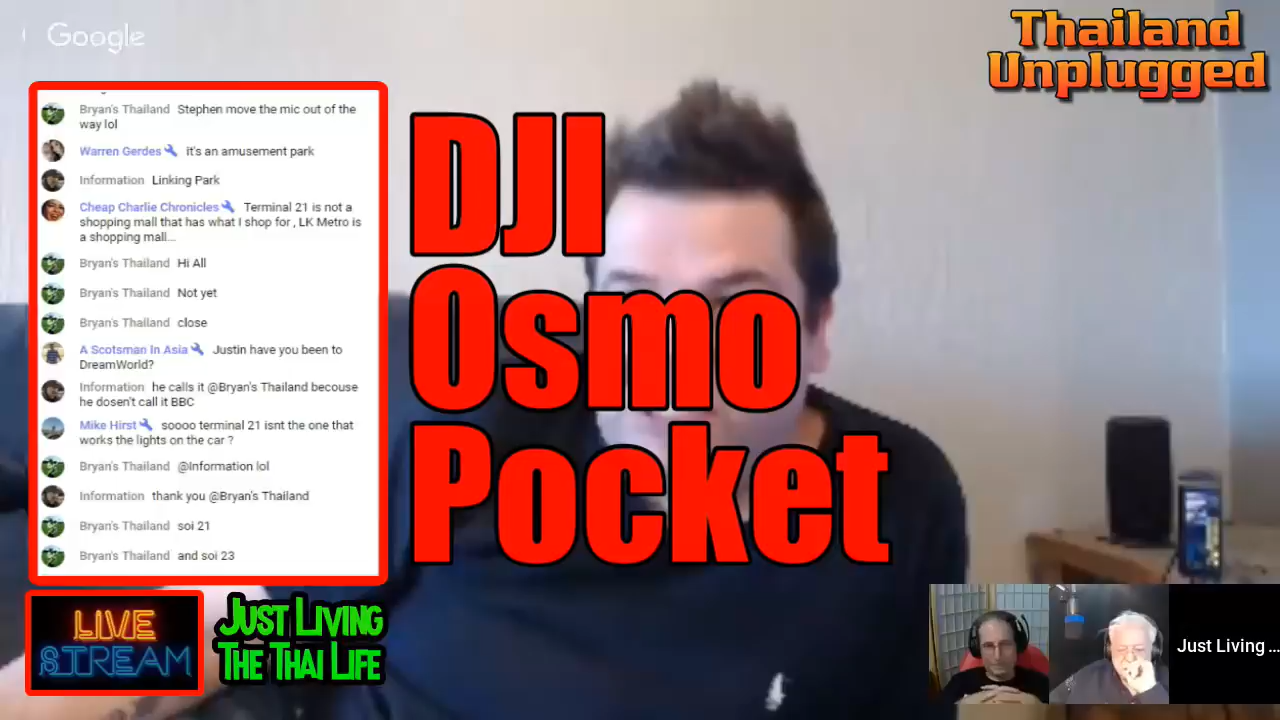 Google
Thailand
Unplugged
Bryan's Thailand Stephen move the mic out of the
way lol
Warren Gerdes it's an amusement park
Information Linking Park
Cheap Charlie Chronicles Terminal 21 is not a
shopping mall that has what I shop for , LK Metro is
a shopping mall...
Bryan's Thailand Hi All
Bryan's Thailand Not yet
Bryan's Thailand close
A Scotsman In Asia Justin have you been to
DreamWorld?
Information he calls it @Bryan's Thailand becouse
he dosen't call it BBC
Mike Hirst soooo terminal 21 isnt the one that
works the lights on the car ?
Bryan's Thailand @Information lol
Information thank you @Bryan's Thailand
Bryan's Thailand soi 21
Bryan's Thailand and soi 23
DJI
Osmo
Pocket
LIVE
STREAM
Just Living
The Thai Life
Just Living ...